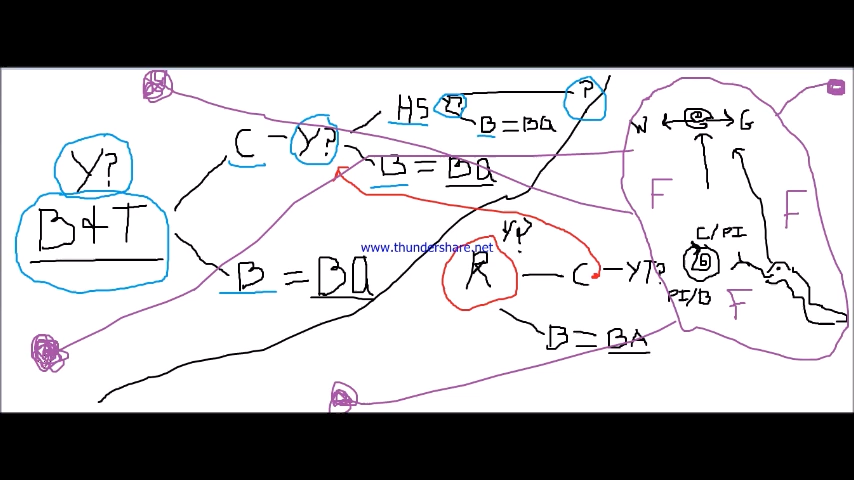 Y?
B+T
C - Y?
HS Y?
?
B = BA
B = BA
B = BA
www.thundershare.net
Y?
R — C — Y?
B = BA
N G
F
F
F
C/PI
PI/B